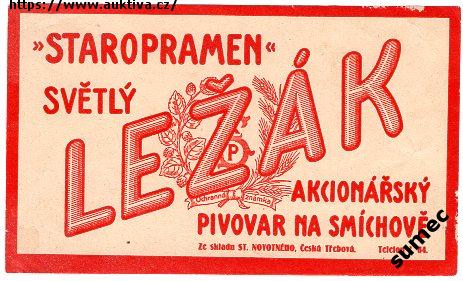 https://www.auktiva.cz/
»STAROPRAMEN«
SVĚTLÝ
LEŽÁK
P
Ochranná známka
AKCIONÁŘSKÝ
PIVOVAR NA SMÍCHOVĚ
Ze skladu ST. NOVOTNÉHO, Česká Třebová.
sumec